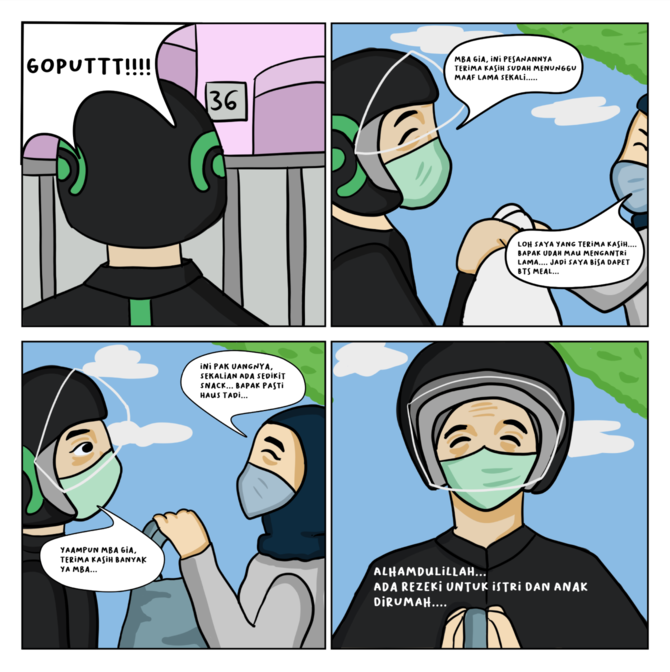 GOPUTTT!!!!
36
MBA GIA, INI PESANANNYA
TERIMA KASIH SUDAH MENUNGGU
MAAF LAMA SEKALI.....
LOH SAYA YANG TERIMA KASIH....
BAPAK UDAH MAU MENGANTRI
LAMA.... JADI SAYA BISA DAPET
BTS MEAL...
INI PAK UANGNYA,
SEKALIAN ADA SEDIKIT
SNACK... BAPAK PASTI
HAUS TADI...
YAAMPUN MBA GIA,
TERIMA KASIH BANYAK
YA MBA...
ALHAMDULILLAH...
ADA REZEKI UNTUK ISTRI DAN ANAK
DIRUMAH....